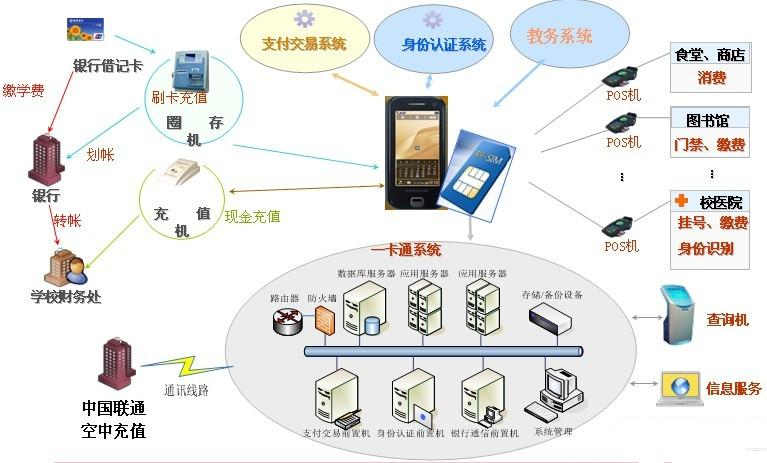 支付交易系统
身份认证系统
教务系统
银行借记卡
缴学费
刷卡充值
圈 存
机
划帐
银行
转帐
充 值
机
现金充值
学校财务处
RF-SIM
POS机
食堂、商店
消费
POS机
图书馆
门禁、缴费
POS机
校医院
挂号、缴费
身份识别
一卡通系统
数据库服务器
应用服务器
应用服务器
路由器
防火墙
存储/备份设备
支付交易前置机
身份认证前置机
银行通信前置机
系统管理
查询机
信息服务
通讯线路
中国联通
空中充值